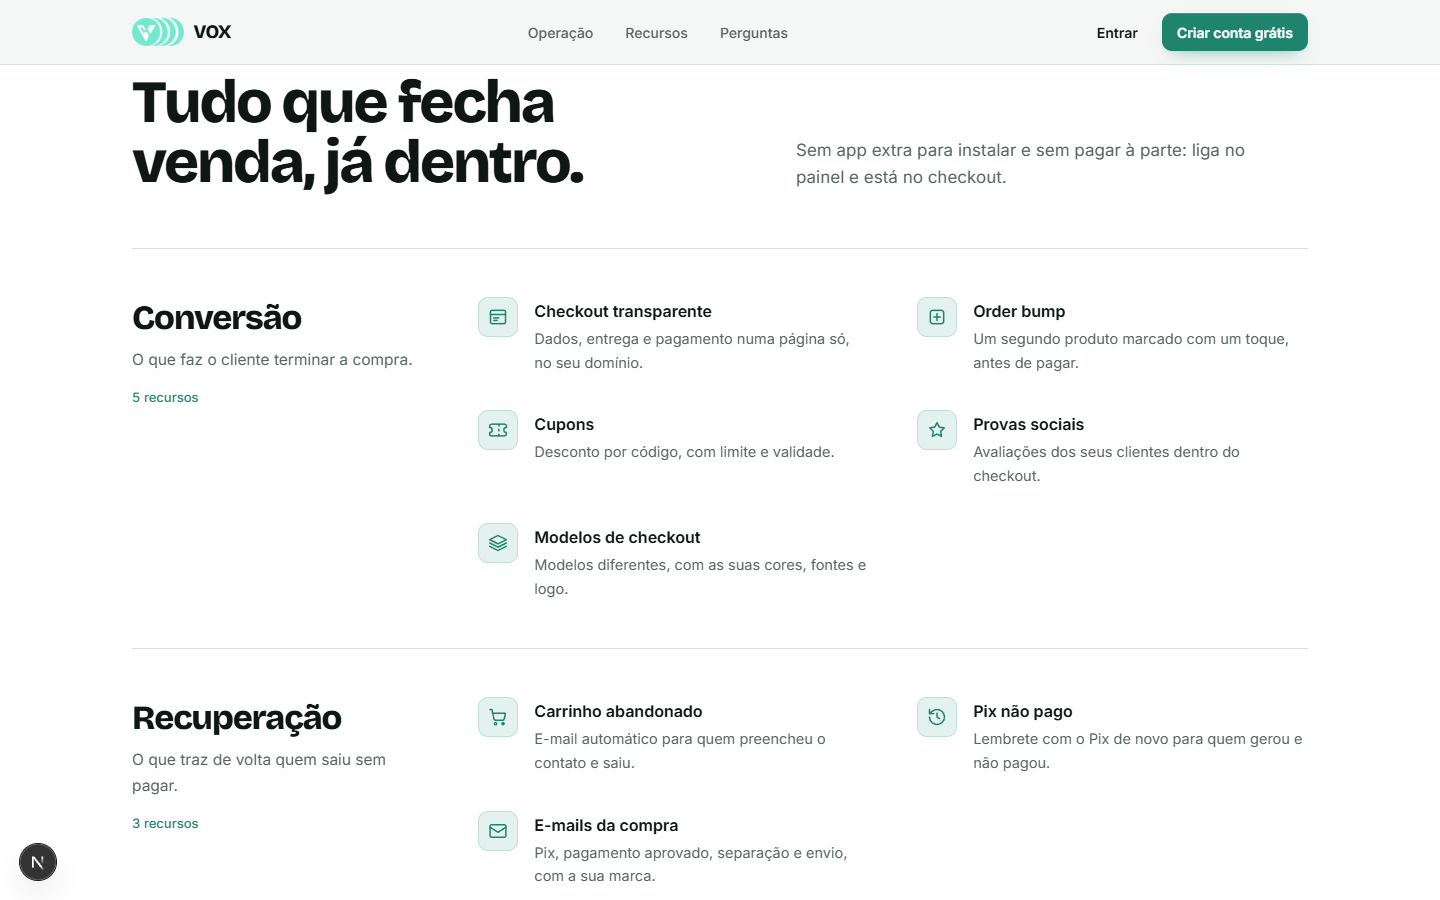 VOX
Operação
Recursos
Perguntas
Entrar
Criar conta grátis
Tudo que fecha
venda, já dentro.
Sem app extra para instalar e sem pagar à parte: liga no
painel e está no checkout.
Conversão
O que faz o cliente terminar a compra.
5 recursos
Checkout transparente
Dados, entrega e pagamento numa página só,
no seu domínio.
Order bump
Um segundo produto marcado com um toque,
antes de pagar.
Cupons
Desconto por código, com limite e validade.
Provas sociais
Avaliações dos seus clientes dentro do
checkout.
Modelos de checkout
Modelos diferentes, com as suas cores, fontes e
logo.
Recuperação
O que traz de volta quem saiu sem
pagar.
3 recursos
Carrinho abandonado
E-mail automático para quem preencheu o
contato e saiu.
Pix não pago
Lembrete com o Pix de novo para quem gerou e
não pagou.
E-mails da compra
Pix, pagamento aprovado, separação e envio,
com a sua marca.
N